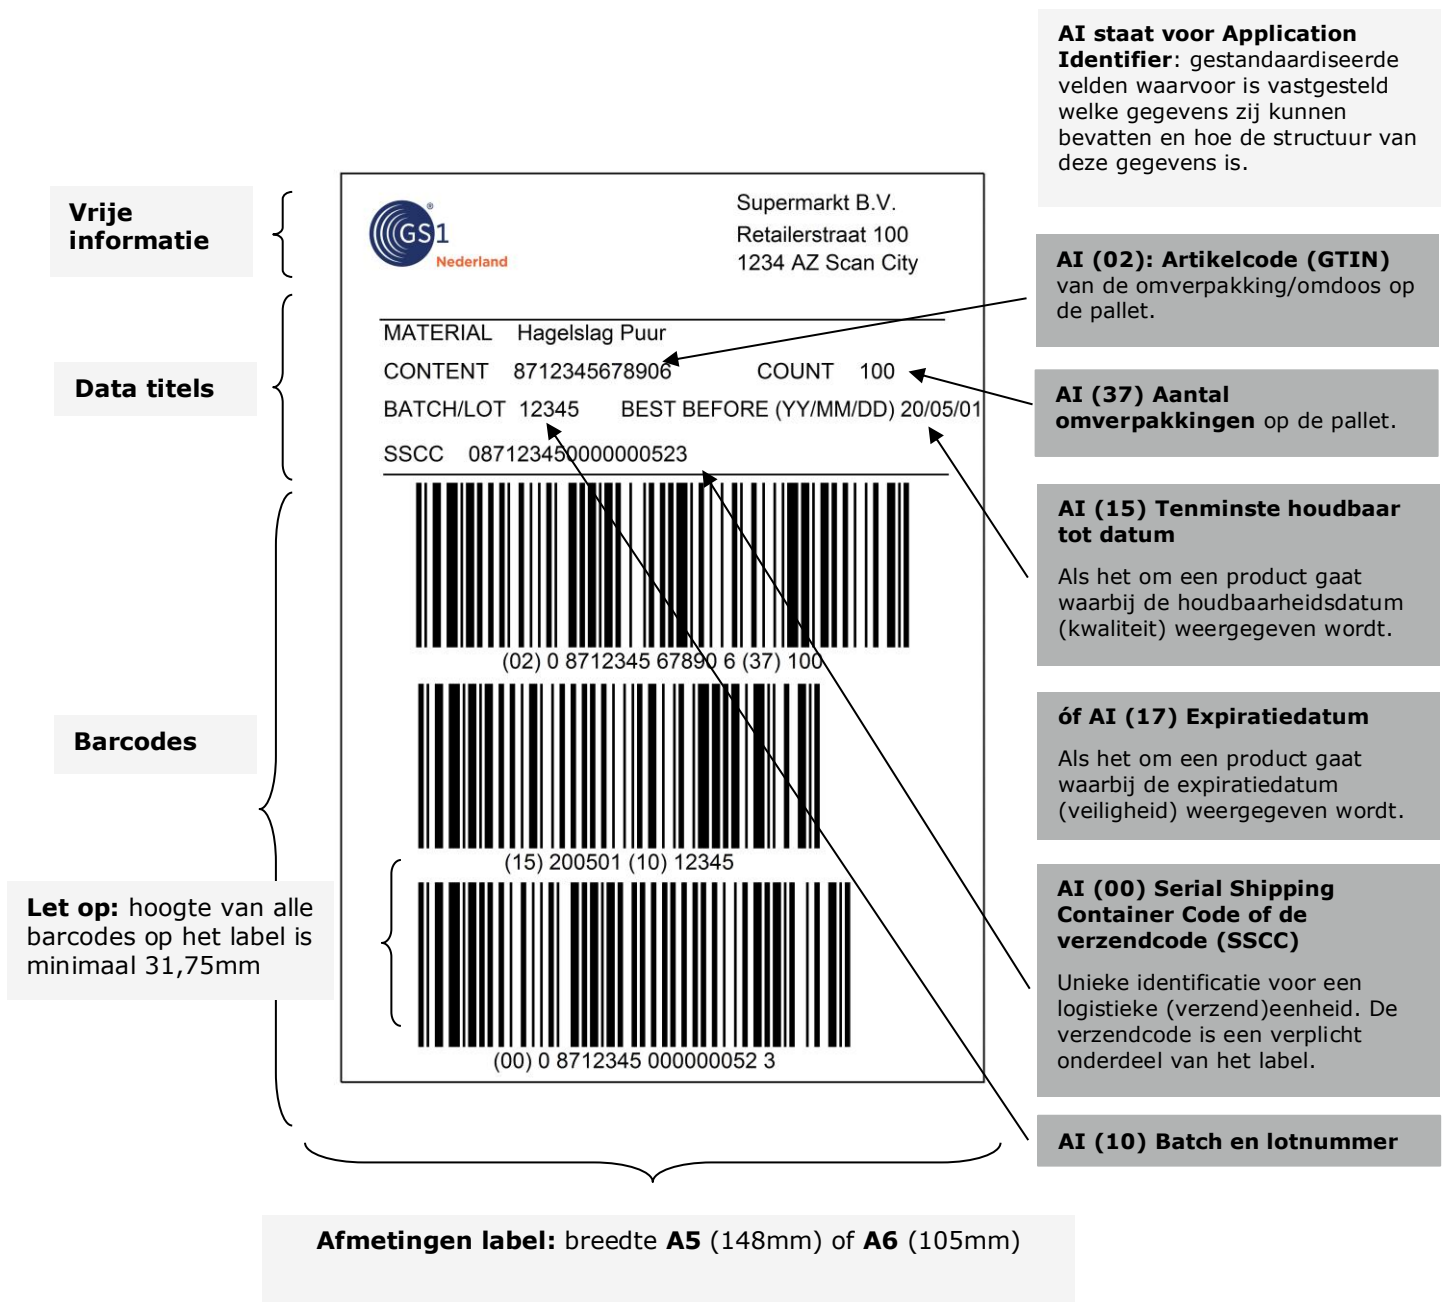 AI staat voor Application
Identifier: gestandaardiseerde
velden waarvoor is vastgesteld
welke gegevens zij kunnen
bevatten en hoe de structuur van
deze gegevens is.
Vrije
informatie
GS1
®
Nederland
Supermarkt B.V.
Retailerstraat 100
1234 AZ Scan City
AI (02): Artikelcode (GTIN)
van de omverpakking/omdoos op
de pallet.
Data titels
MATERIAL Hagelslag Puur
CONTENT 8712345678906 COUNT 100
BATCH/LOT 12345 BEST BEFORE (YY/MM/DD) 20/05/01
SSCC 087123450000000523
AI (37) Aantal
omverpakkingen op de pallet.
AI (15) Tenminste houdbaar
tot datum
Als het om een product gaat
waarbij de houdbaarheidsdatum
(kwaliteit) weergegeven wordt.
Barcodes
(02) 0 8712345 67890 6 (37) 100
(15) 200501 (10) 12345
(00) 0 8712345 000000052 3
óf AI (17) Expiratiedatum
Als het om een product gaat
waarbij de expiratiedatum
(veiligheid) weergegeven wordt.
Let op: hoogte van alle
barcodes op het label is
minimaal 31,75mm
AI (00) Serial Shipping
Container Code of de
verzendcode (SSCC)
Unieke identificatie voor een
logistieke (verzend)eenheid. De
verzendcode is een verplicht
onderdeel van het label.
AI (10) Batch en lotnummer
Afmetingen label: breedte A5 (148mm) of A6 (105mm)